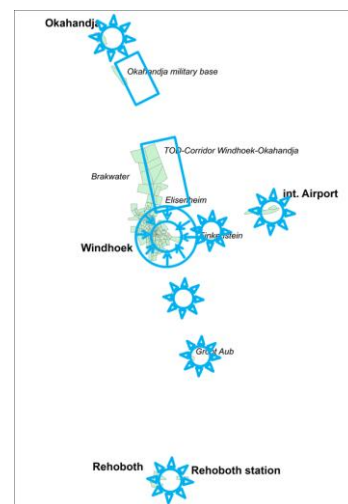 Okahandja
Okahandja military base
TOD-Corridor Windhoek-Okahandja
Brakwater
Elisenheim
int. Airport
Finkenstein
Windhoek
Groot Aub
Rehoboth
Rehoboth station